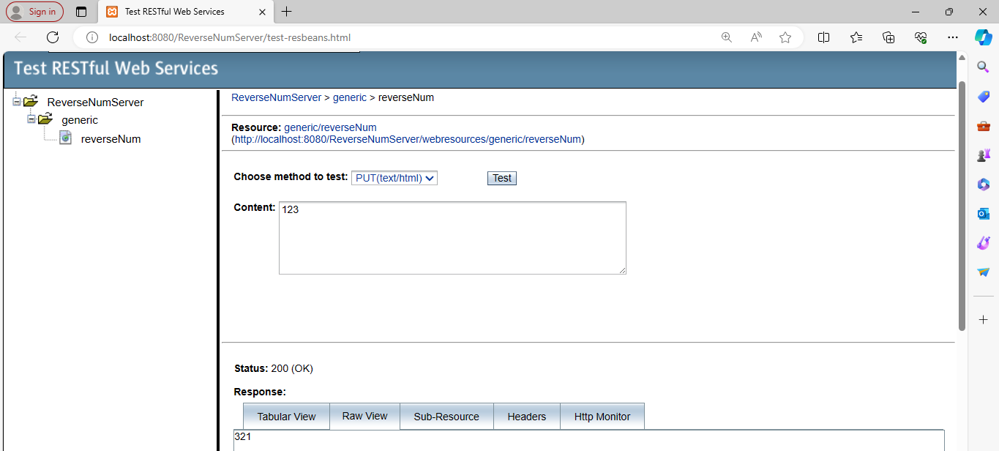 Sign in
Test RESTful Web Services
localhost:8080/ReverseNumServer/test-resbeans.html
Test RESTful Web Services
ReverseNumServer
generic
reverseNum
ReverseNumServer > generic > reverseNum
Resource: generic/reverseNum
(http://localhost:8080/ReverseNumServer/webresources/generic/reverseNum)
Choose method to test: PUT(text/html) Test
Content: 123
Status: 200 (OK)
Response:
Tabular View Raw View Sub-Resource Headers Http Monitor
321